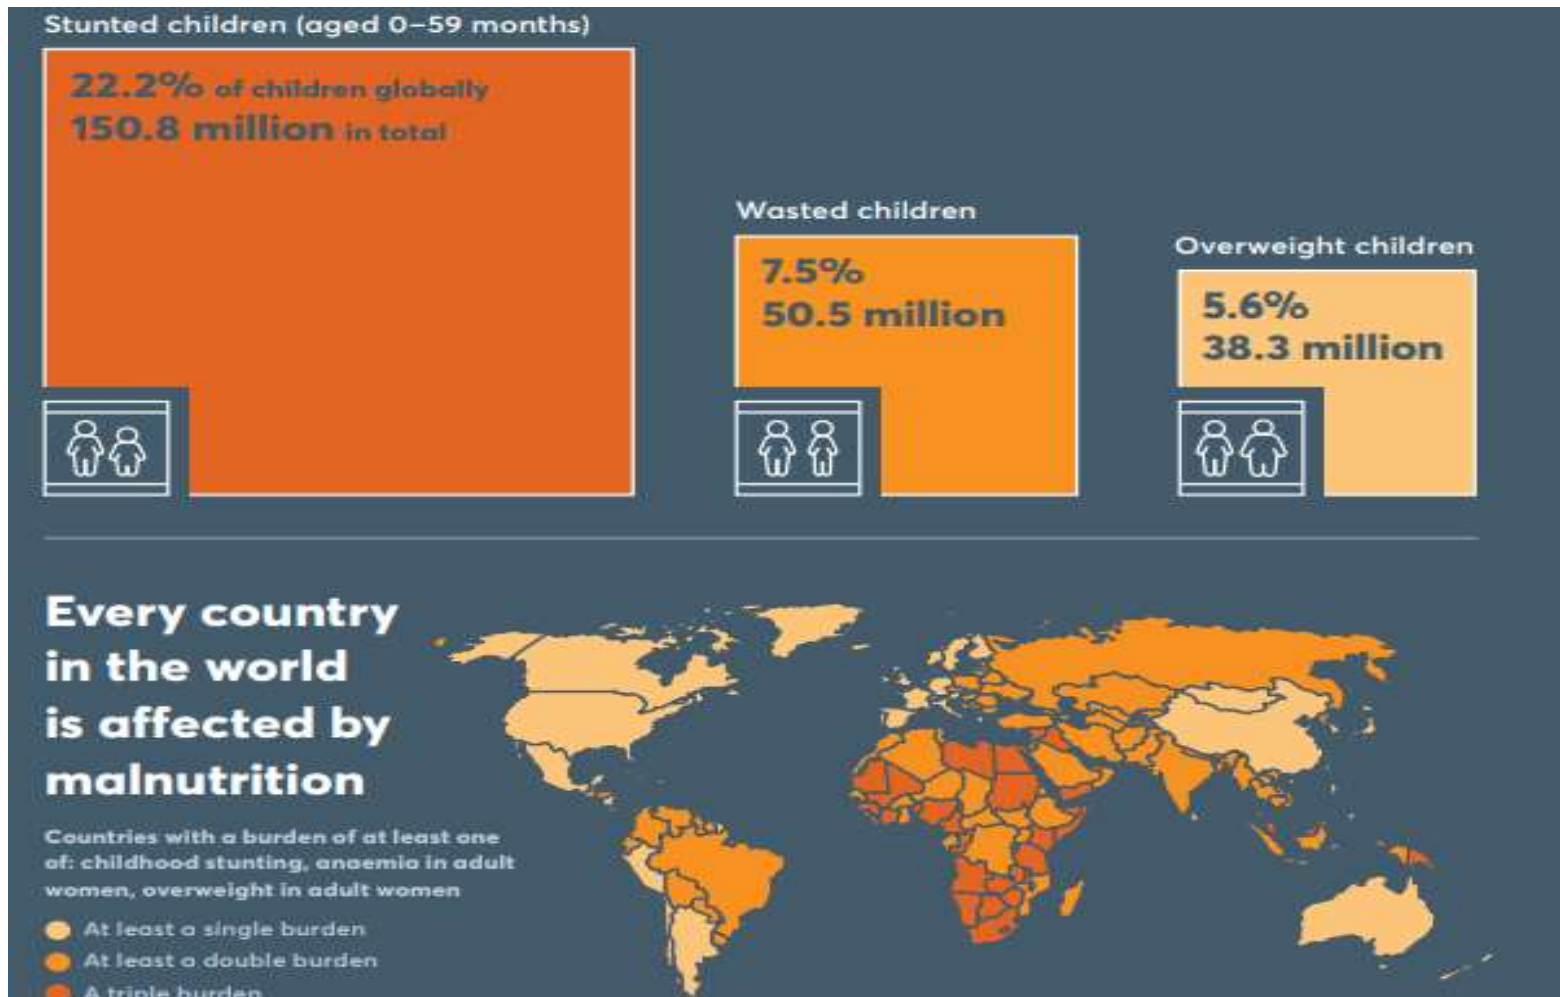 Stunted children (aged 0–59 months)
22.2% of children globally
150.8 million in total
Wasted children
7.5%
50.5 million
Overweight children
5.6%
38.3 million
Every country
in the world
is affected by
malnutrition
Countries with a burden of at least one
of: childhood stunting, anaemia in adult
women, overweight in adult women
At least a single burden
At least a double burden
A triple burden